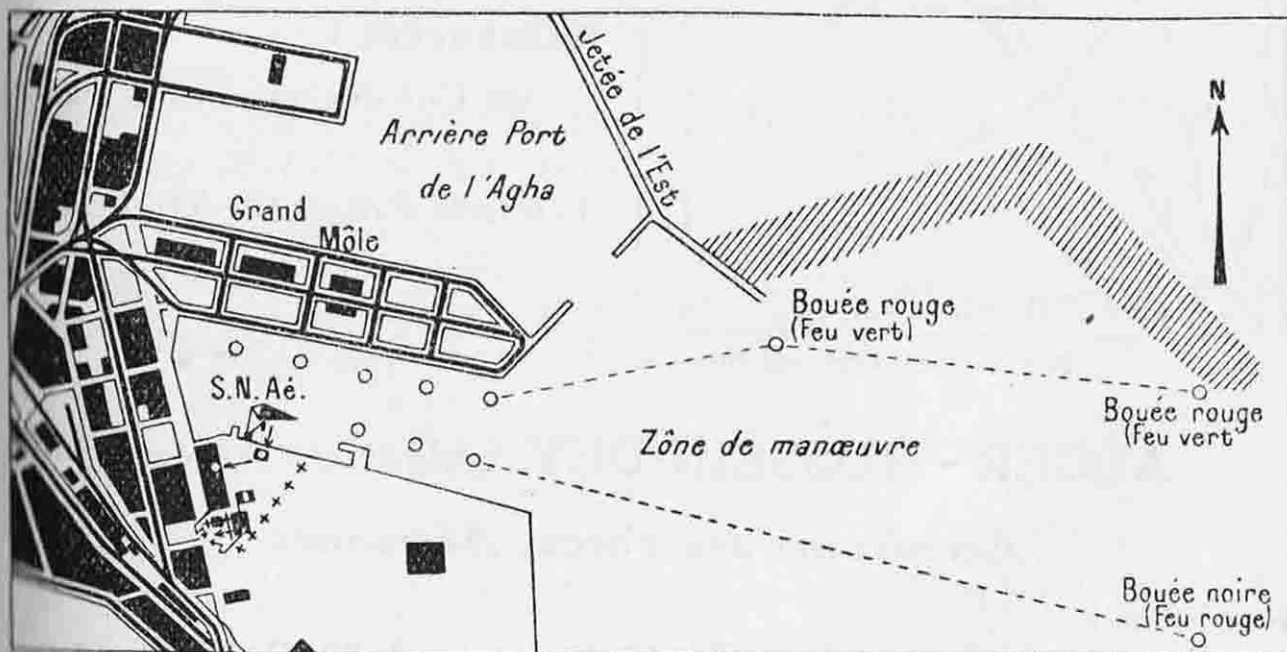 Jetée de l'Est
N
Arrière Port
de l'Agha
Grand
Môle
Bouée rouge
(Feu vert)
S.N.Aé.
Bouée rouge
(Feu vert
Zône de manœuvre
Bouée noire
(Feu rouge)